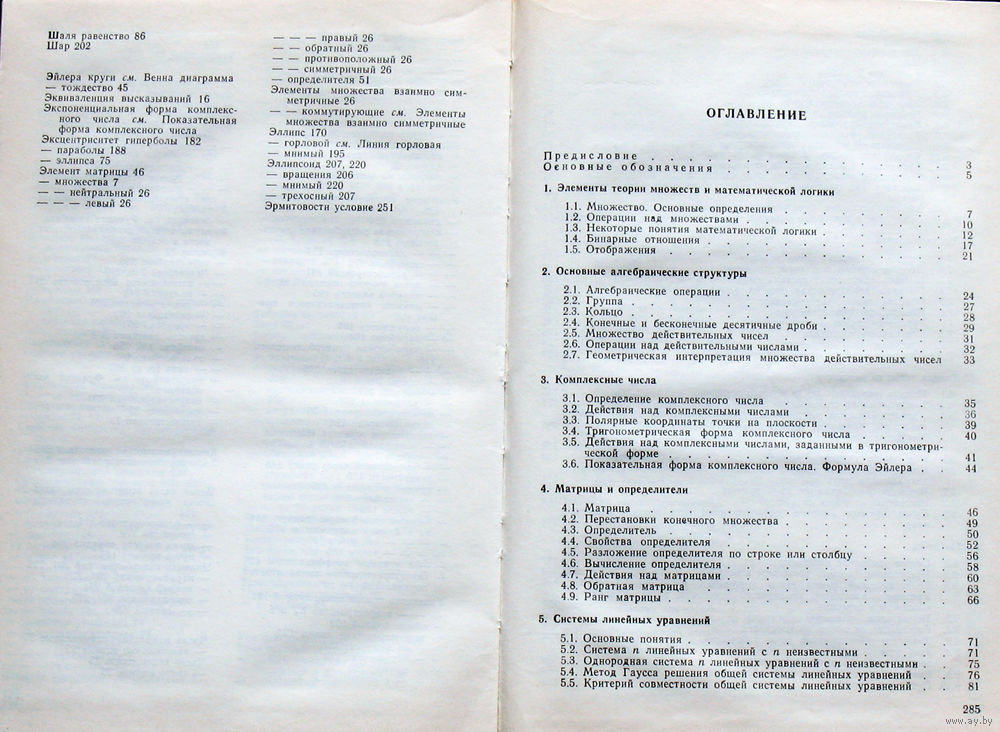 Шаля равенство 86
Шар 202
Эйлера круги см. Венна диаграмма
— тождество 45
Эквиваленция высказываний 16
Экспоненциальная форма комплекс-
ного числа см. Показательная
форма комплексного числа
Эксцентриситет гиперболы 182
— параболы 188
— эллипса 75
Элемент матрицы 46
— множества 7
— — нейтральный 26
— — — левый 26
— — — правый 26
— — обратный 26
— — противоположный 26
— — симметричный 26
— определителя 51
Элементы множества взаимно сим-
метричные 26
— — коммутирующие см. Элементы
множества взаимно симметричные
Эллипс 170
— горловой см. Линия горловая
— мнимый 195
Эллипсоид 207, 220
— вращения 206
— мнимый 220
— трехосный 207
Эрмитовости условие 251
ОГЛАВЛЕНИЕ
Предисловие . . . . . . . . . . . . 3
Основные обозначения . . . . . . . . . . 5
1. Элементы теории множеств и математической логики
1.1. Множество. Основные определения . . . . . . . 7
1.2. Операции над множествами . . . . . . . . 10
1.3. Некоторые понятия математической логики . . . . . . 12
1.4. Бинарные отношения . . . . . . . . . 17
1.5. Отображения . . . . . . . . . . 21
2. Основные алгебраические структуры
2.1. Алгебраические операции . . . . . . . . . 24
2.2. Группа . . . . . . . . . . . . 27
2.3. Кольцо . . . . . . . . . . . . 28
2.4. Конечные и бесконечные десятичные дроби . . . . . . 29
2.5. Множество действительных чисел . . . . . . . 31
2.6. Операции над действительными числами . . . . . . 32
2.7. Геометрическая интерпретация множества действительных чисел 33
3. Комплексные числа
3.1. Определение комплексного числа . . . . . . . 35
3.2. Действия над комплексными числами . . . . . . 36
3.3. Полярные координаты точки на плоскости . . . . . . 39
3.4. Тригонометрическая форма комплексного числа . . . . 40
3.5. Действия над комплексными числами, заданными в тригонометри-
ческой форме . . . . . . . . . . 41
3.6. Показательная форма комплексного числа. Формула Эйлера . . 44
4. Матрицы и определители
4.1. Матрица . . . . . . . . . . . 46
4.2. Перестановки конечного множества . . . . . . . 49
4.3. Определитель . . . . . . . . . . 50
4.4. Свойства определителя . . . . . . . . . 52
4.5. Разложение определителя по строке или столбцу . . . . 56
4.6. Вычисление определителя . . . . . . . . 58
4.7. Действия над матрицами . . . . . . . . 60
4.8. Обратная матрица . . . . . . . . . 63
4.9. Ранг матрицы . . . . . . . . . . 66
5. Системы линейных уравнений
5.1. Основные понятия . . . . . . . . . 71
5.2. Система n линейных уравнений с n неизвестными . . . . 71
5.3. Однородная система n линейных уравнений с n неизвестными . . 75
5.4. Метод Гаусса решения общей системы линейных уравнений . . 76
5.5. Критерий совместности общей системы линейных уравнений . . 81
285
www.ay.by